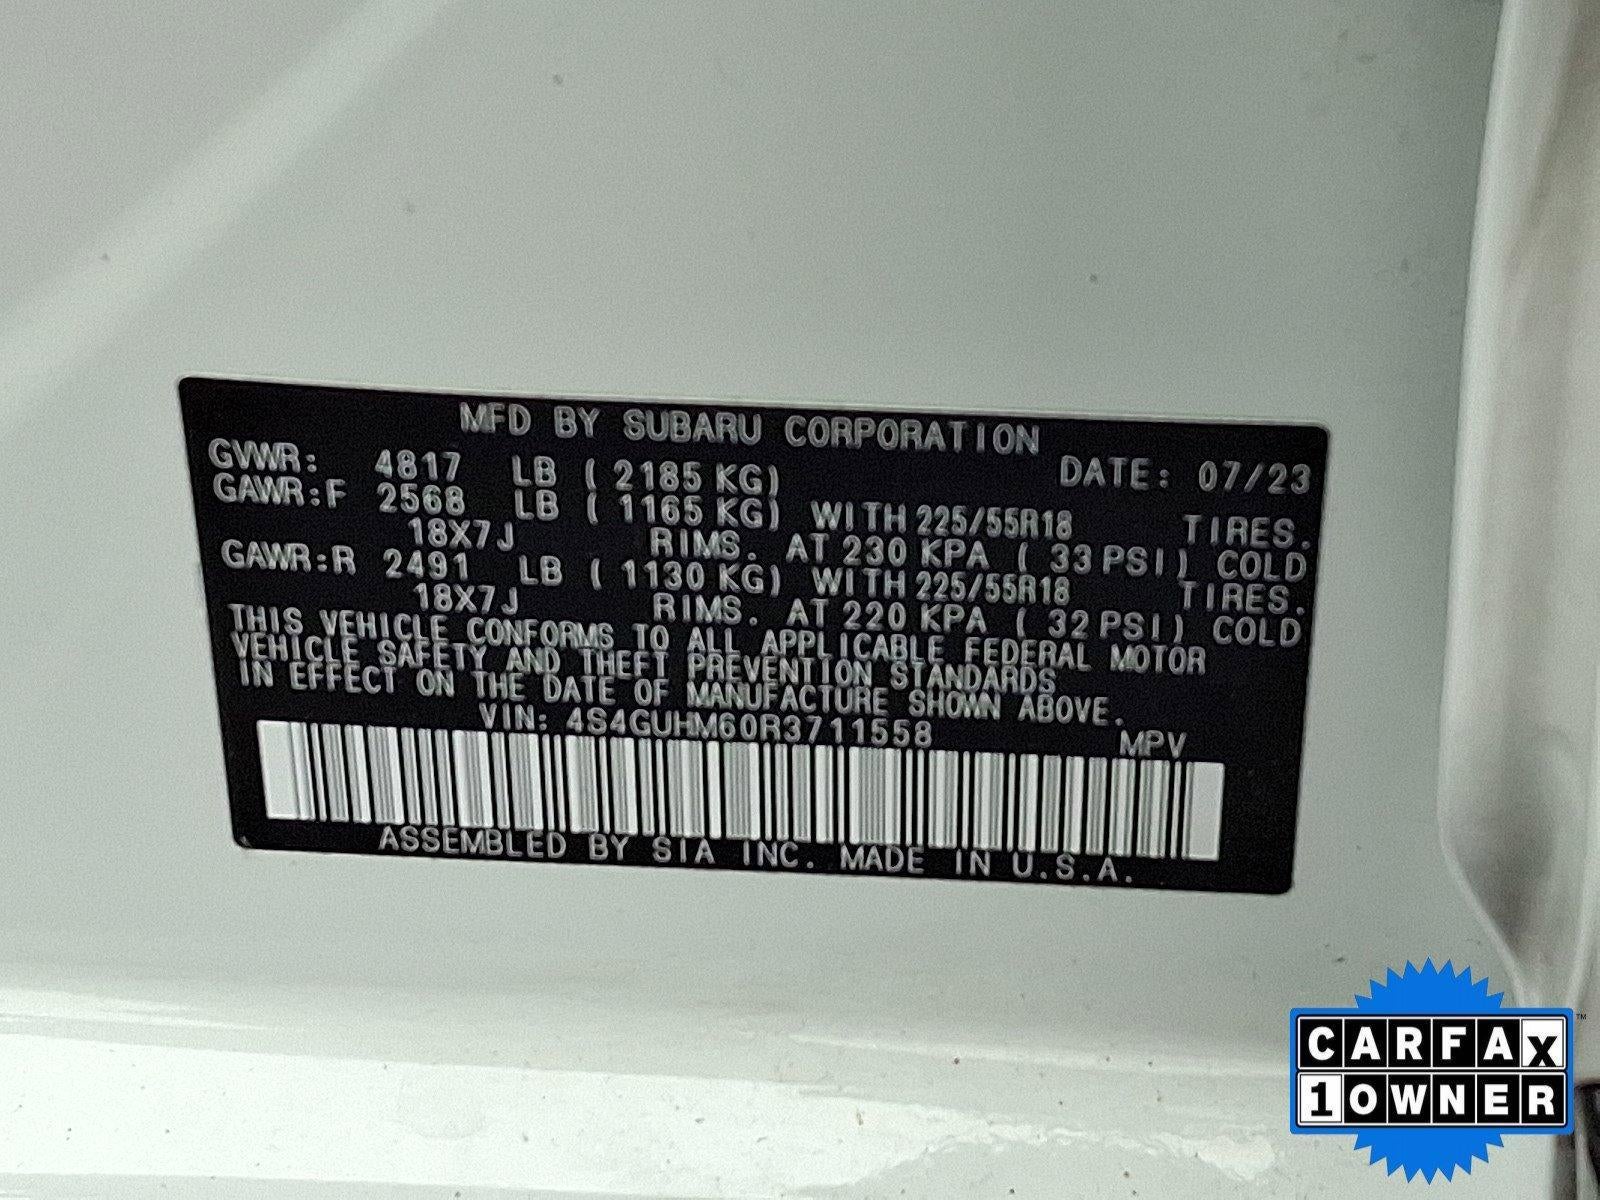 MFD BY SUBARU CORPORATION
GVWR: 4817 LB ( 2185 KG) DATE: 07/23
GAWR:F 2568 LB ( 1165 KG) WITH 225/55R18 TIRES.
18X7J RIMS. AT 230 KPA ( 33 PSI) COLD
GAWR:R 2491 LB ( 1130 KG) WITH 225/55R18 TIRES.
18X7J RIMS. AT 220 KPA ( 32 PSI) COLD
THIS VEHICLE CONFORMS TO ALL APPLICABLE FEDERAL MOTOR
VEHICLE SAFETY AND THEFT PREVENTION STANDARDS
IN EFFECT ON THE DATE OF MANUFACTURE SHOWN ABOVE.
VIN: 4S4GUHM60R3711558 MPV
ASSEMBLED BY SIA INC. MADE IN U.S.A.
CARFAX™
1 OWNER